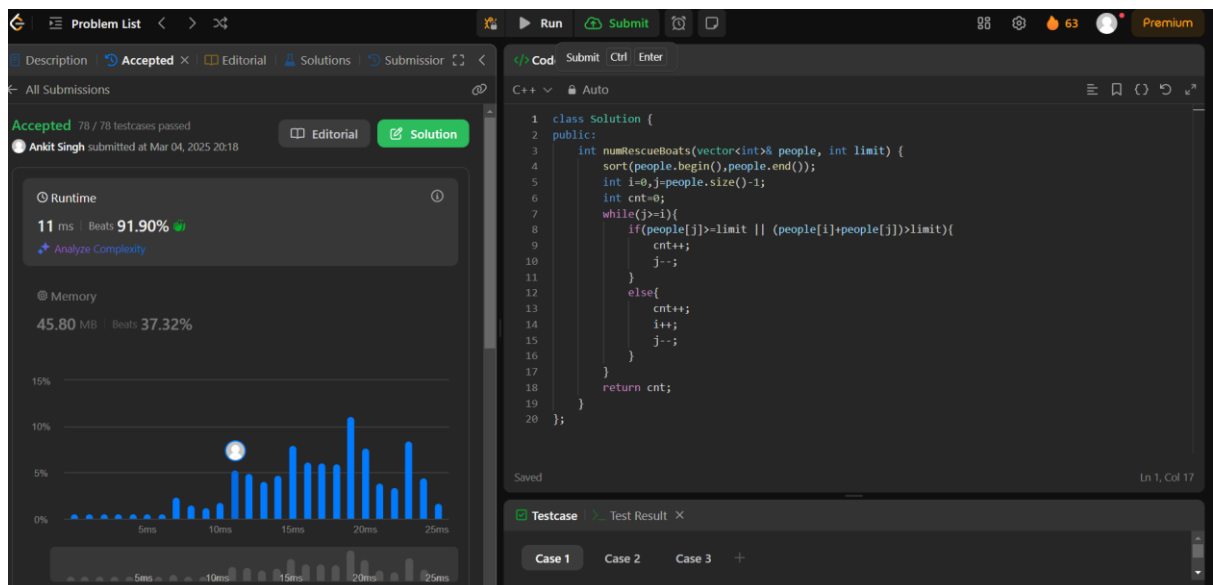 Problem List
Run
Submit
63
Premium
Description
Accepted
Editorial
Solutions
Submission
All Submissions
Accepted 78 / 78 testcases passed
Ankit Singh submitted at Mar 04, 2025 20:18
Editorial
Solution
Runtime
11 ms Beats 91.90%
Analyze Complexity
Memory
45.80 MB Beats 37.32%
15%
10%
5%
0%
5ms 10ms 15ms 20ms 25ms
5ms 10ms 15ms 20ms 25ms
</> Cod
Submit Ctrl Enter
C++ Auto
1 class Solution {
2 public:
3 int numRescueBoats(vector<int>& people, int limit) {
4 sort(people.begin(),people.end());
5 int i=0,j=people.size()-1;
6 int cnt=0;
7 while(j>=i){
8 if(people[j]>=limit || (people[i]+people[j])>limit){
9 cnt++;
10 j--;
11 }
12 else{
13 cnt++;
14 i++;
15 j--;
16 }
17 }
18 return cnt;
19 }
20 };
Saved
Ln 1, Col 17
Testcase
>_ Test Result
Case 1 Case 2 Case 3 +